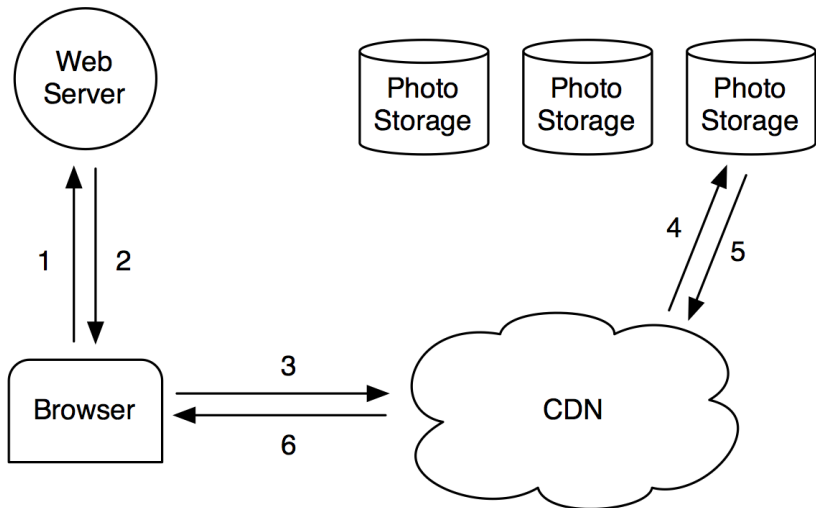 Web
Server
Photo
Storage
Photo
Storage
Photo
Storage
1
2
4
5
3
Browser
CDN
6